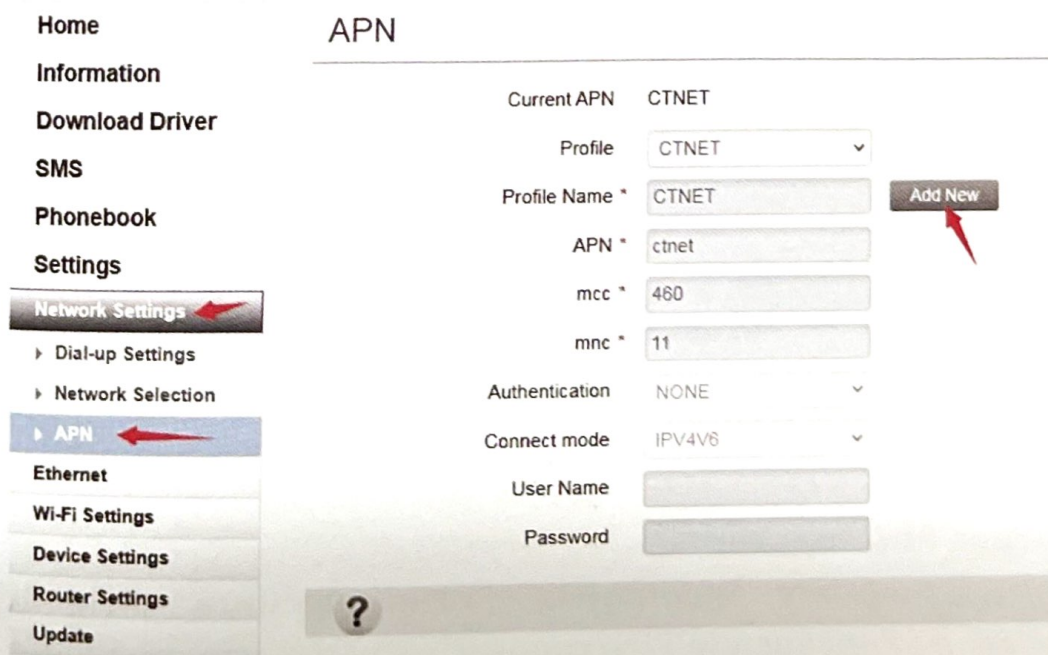 Home
Information
Download Driver
SMS
Phonebook
Settings
Network Settings
Dial-up Settings
Network Selection
APN
Ethernet
Wi-Fi Settings
Device Settings
Router Settings
Update
APN
Current APN CTNET
Profile CTNET
Profile Name * CTNET Add New
APN * ctnet
mcc * 460
mnc * 11
Authentication NONE
Connect mode IPV4V6
User Name
Password
?